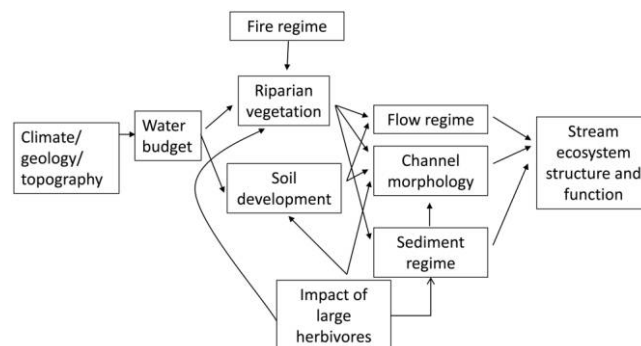 Fire regime
Riparian
vegetation
Climate/
geology/
topography
Water
budget
Soil development
Flow regime
Channel
morphology
Sediment
regime
Impact of
large
herbivores
Stream
ecosystem
structure and
function